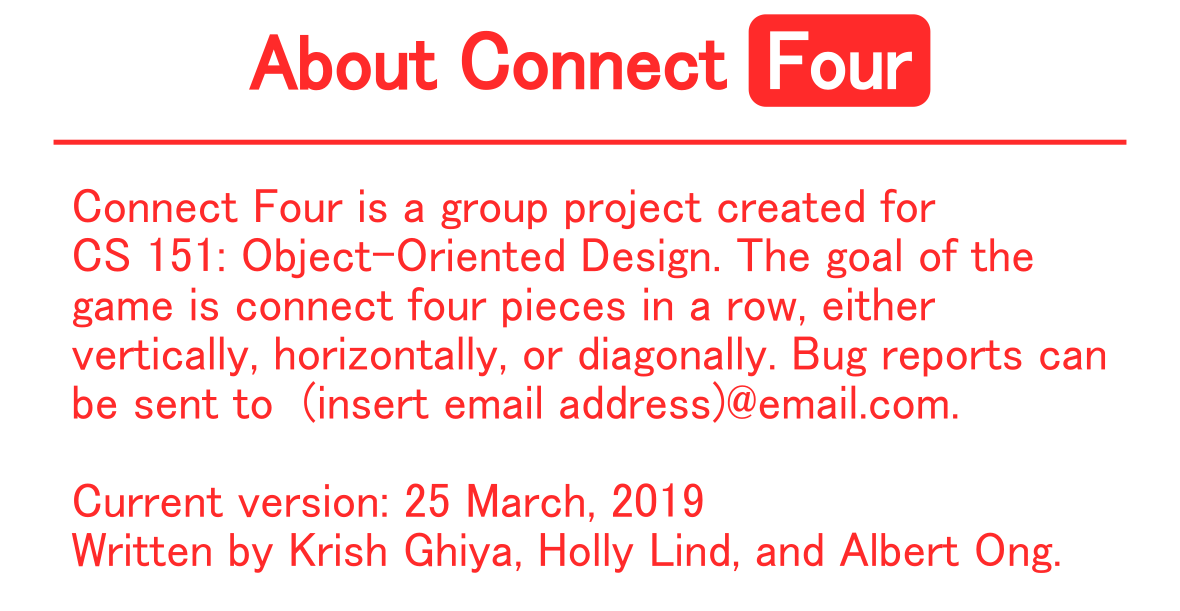 About Connect Four
Connect Four is a group project created for
CS 151: Object-Oriented Design. The goal of the
game is connect four pieces in a row, either
vertically, horizontally, or diagonally. Bug reports can
be sent to (insert email address)@email.com.
Current version: 25 March, 2019
Written by Krish Ghiya, Holly Lind, and Albert Ong.